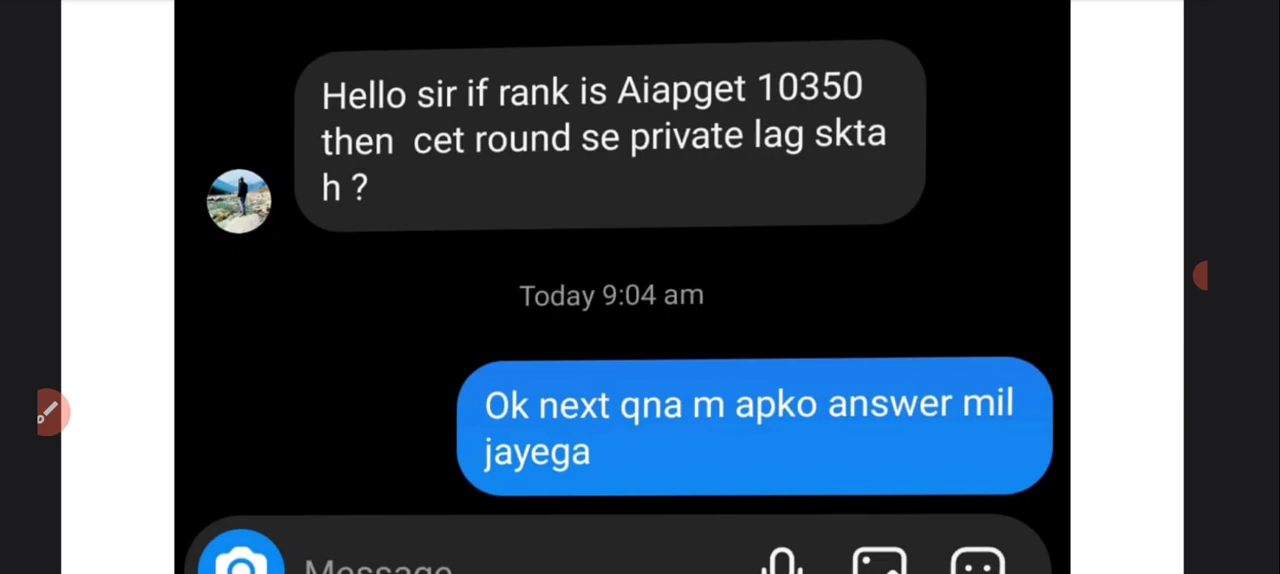 Hello sir if rank is Aiapget 10350
then cet round se private lag skta
h ?
Today 9:04 am
Ok next qna m apko answer mil
jayega
Message